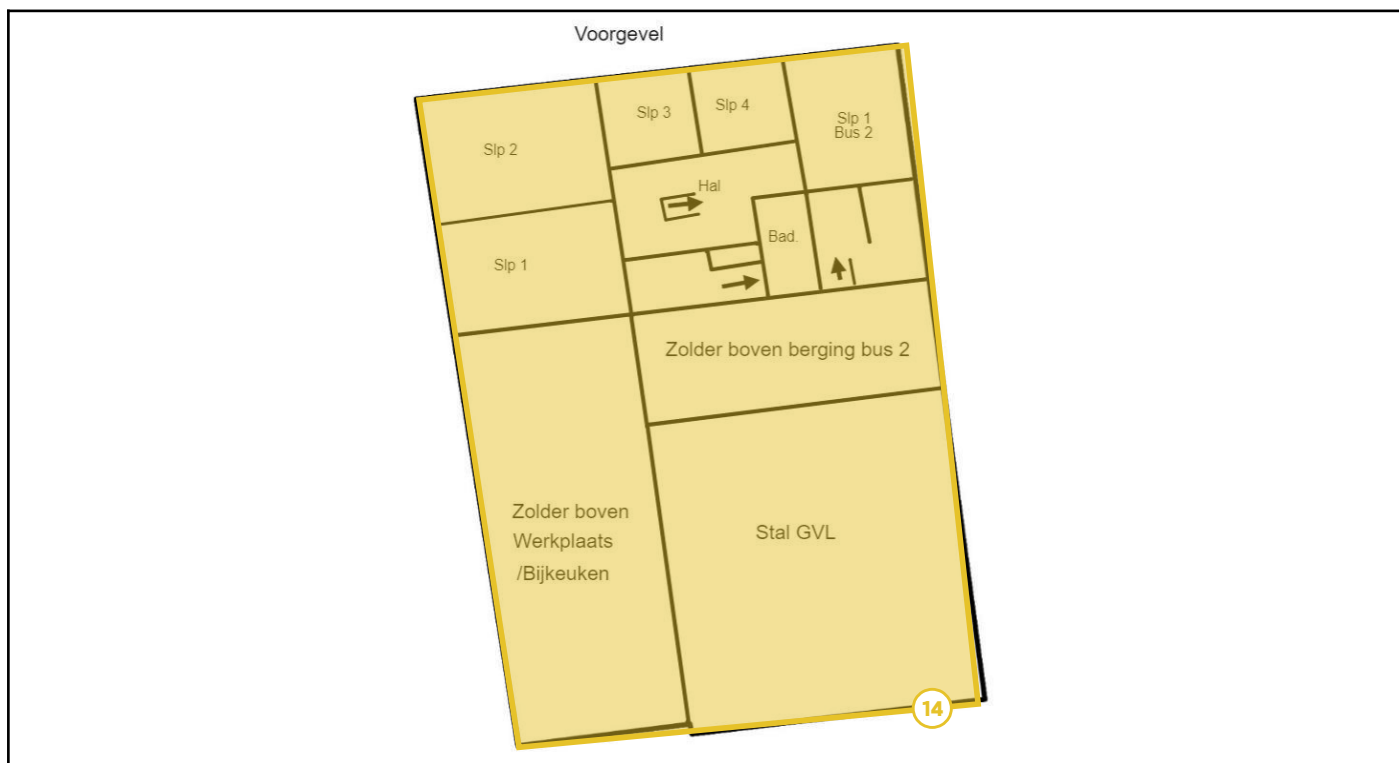 Voorgevel
Slp 3
Slp 4
Slp 1
Bus 2
Slp 2
Hal
Bad.
Slp 1
Zolder boven berging bus 2
Zolder boven
Werkplaats
/Bijkeuken
Stal GVL
14